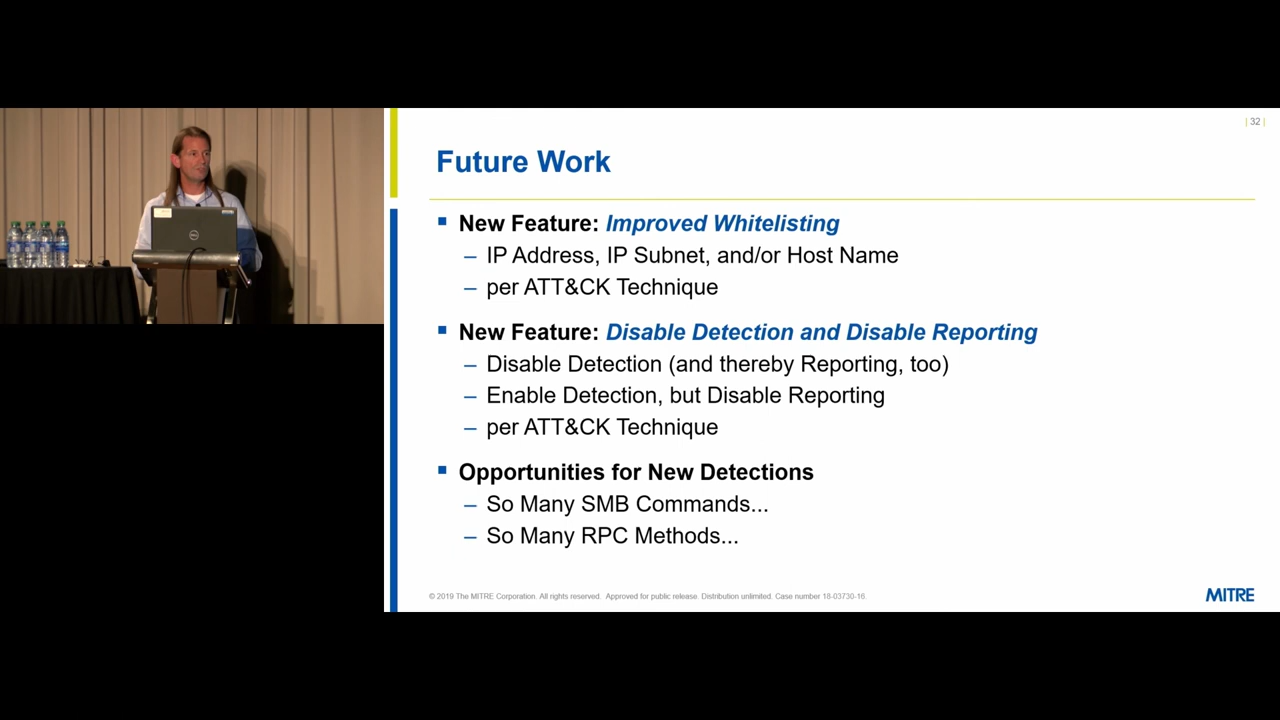 | 32 |
Future Work
▪ New Feature: Improved Whitelisting
– IP Address, IP Subnet, and/or Host Name
– per ATT&CK Technique
▪ New Feature: Disable Detection and Disable Reporting
– Disable Detection (and thereby Reporting, too)
– Enable Detection, but Disable Reporting
– per ATT&CK Technique
▪ Opportunities for New Detections
– So Many SMB Commands...
– So Many RPC Methods...
© 2019 The MITRE Corporation. All rights reserved. Approved for public release. Distribution unlimited. Case number 18-03730-16.
MITRE
DELL